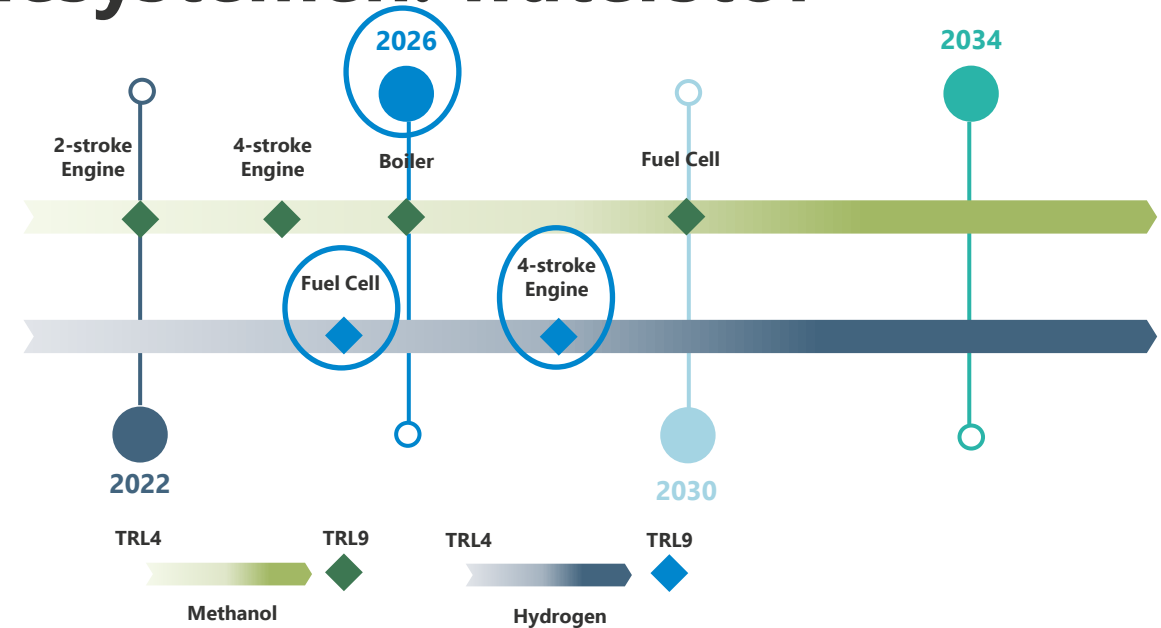 2026
2034
2-stroke
Engine
4-stroke
Engine
Boiler
Fuel Cell
Fuel Cell
4-stroke
Engine
2022
2030
TRL4
TRL9
TRL4
TRL9
Methanol
Hydrogen